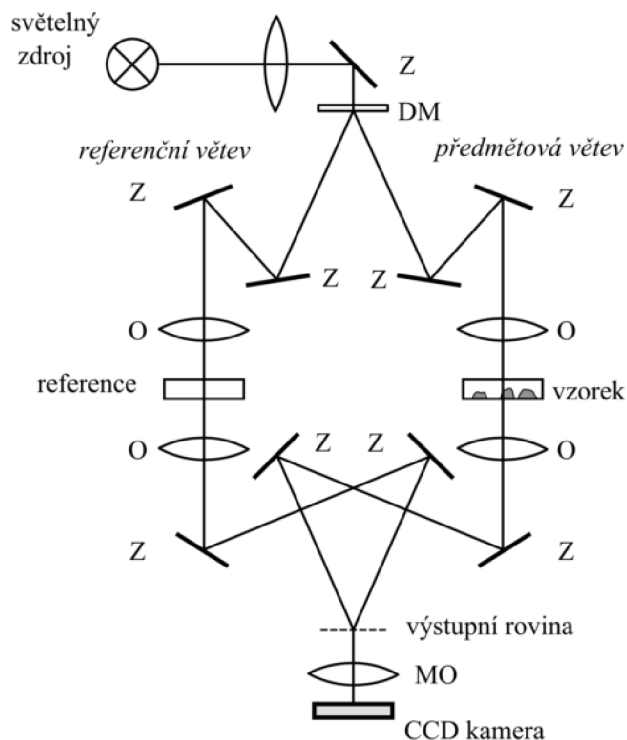 světelný
zdroj
Z
DM
referenční větev
předmětová větev
Z
Z
Z
Z
O
O
reference
vzorek
O
Z
Z
O
Z
Z
výstupní rovina
MO
CCD kamera